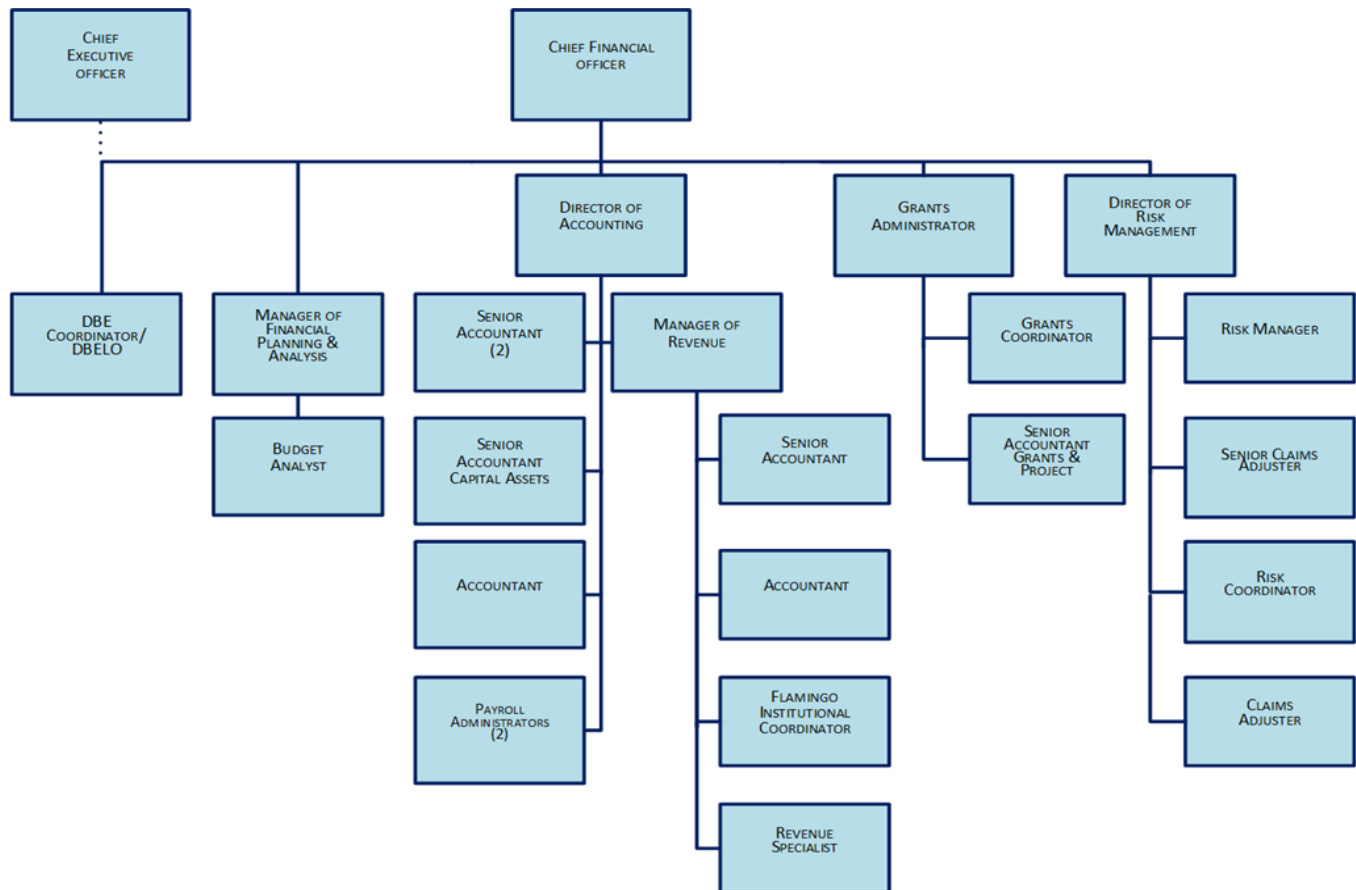 CHIEF
EXECUTIVE
OFFICER
CHIEF FINANCIAL
OFFICER
DIRECTOR OF
ACCOUNTING
GRANTS
ADMINISTRATOR
DIRECTOR OF
RISK
MANAGEMENT
DBE
COORDINATOR/
DBELO
MANAGER OF
FINANCIAL
PLANNING &
ANALYSIS
SENIOR
ACCOUNTANT
(2)
MANAGER OF
REVENUE
GRANTS
COORDINATOR
RISK MANAGER
BUDGET
ANALYST
SENIOR
ACCOUNTANT
CAPITAL ASSETS
SENIOR
ACCOUNTANT
SENIOR
ACCOUNTANT
GRANTS &
PROJECT
SENIOR CLAIMS
ADJUSTER
ACCOUNTANT
ACCOUNTANT
RISK
COORDINATOR
PAYROLL
ADMINISTRATORS
(2)
FLAMINGO
INSTITUTIONAL
COORDINATOR
CLAIMS
ADJUSTER
REVENUE
SPECIALIST